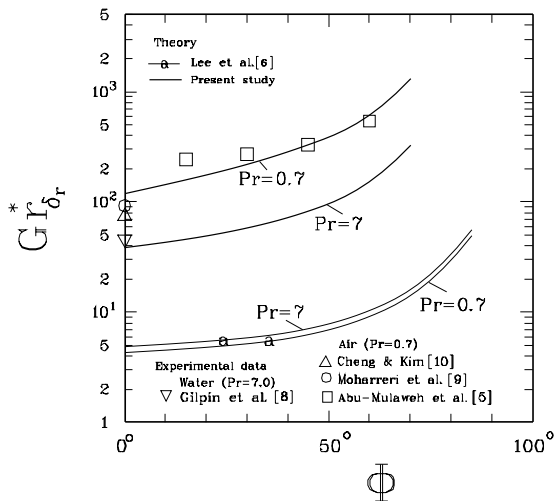 Theory
a Lee et al.[6]
Present study
10³
5
2
10²
5
2
10¹
5
2
1
G r*δr
Pr=0.7
Pr=7
Pr=7
Pr=0.7
a a
Experimental data
Water (Pr=7.0)
Gilpin et al. [8]
Air (Pr=0.7)
Cheng & Kim[10]
Moharreri et al.[9]
Abu-Mulaweh et al.[5]
0° 50° 100°
Φ